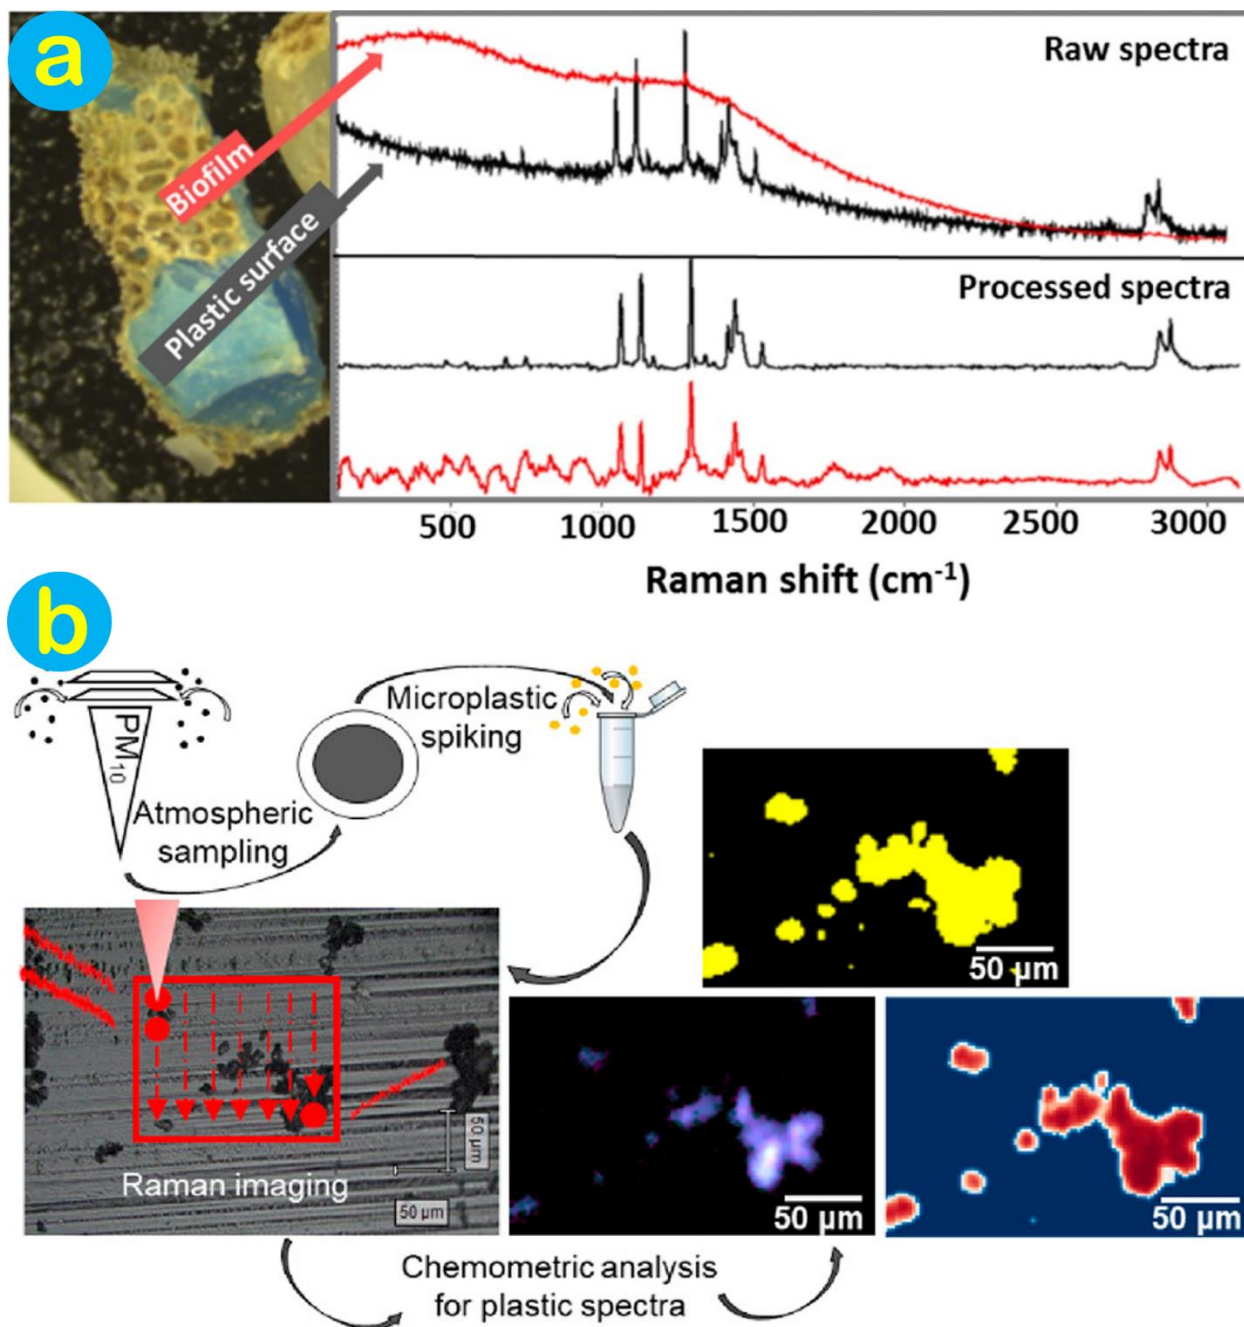 a
Raw spectra
Biofilm
Plastic surface
Processed spectra
500 1000 1500 2000 2500 3000
Raman shift (cm⁻¹)
b
PM₁₀
Microplastic
spiking
Atmospheric
sampling
50 µm
50 µm
Raman imaging
50 µm
50 µm
50 µm
Chemometric analysis
for plastic spectra